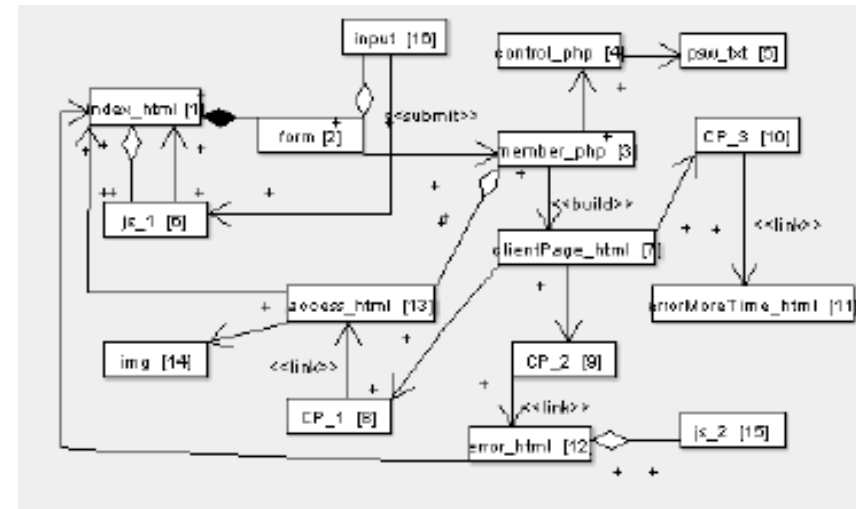 input [16]
control_php [4]
psw_txt [5]
index_html [1]
<<submit>>
form [2]
member_php [3]
CP_3 [10]
<<build>>
<<link>>
js_1 [6]
clientPage_html [7]
access_html [13]
errorMoreTime_html [11]
img [14]
<<link>>
CP_2 [9]
CP_1 [8]
<<link>>
error_html [12]
js_2 [15]